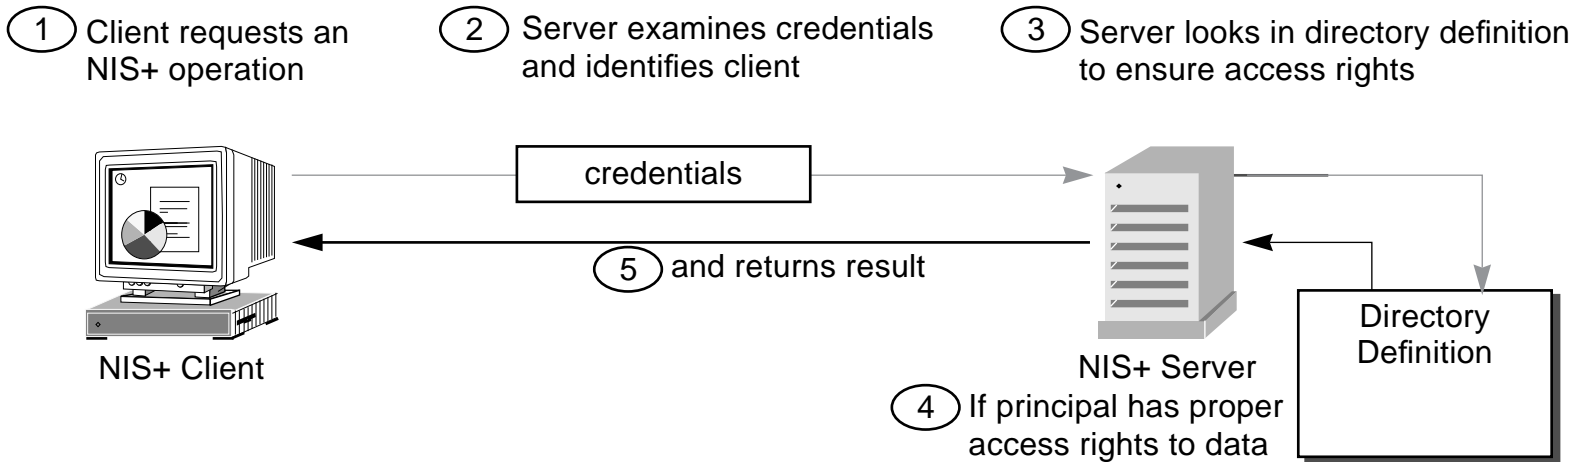 1 Client requests an
NIS+ operation
2 Server examines credentials
and identifies client
3 Server looks in directory definition
to ensure access rights
credentials
5 and returns result
NIS+ Client
NIS+ Server
Directory
Definition
4 If principal has proper
access rights to data